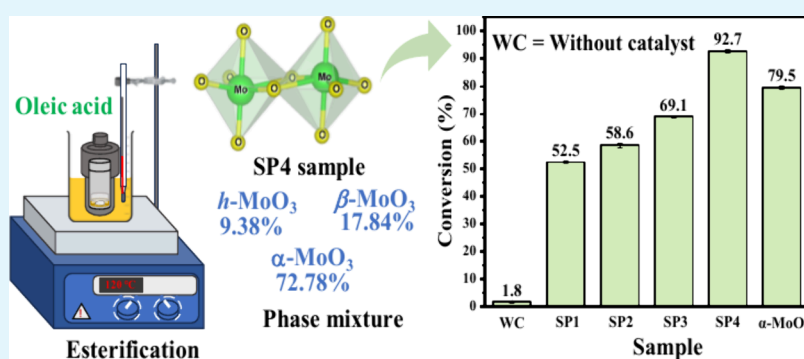 Oleic acid
120 °C
Esterification
O O O O O O O O O O
Mo Mo
SP4 sample
h-MoO₃ β-MoO₃
9.38% 17.84%
α-MoO₃
72.78%
Phase mixture
WC = Without catalyst
Conversion (%)
100
90
80
70
60
50
40
30
20
10
0
1.8
52.5
58.6
69.1
92.7
79.5
WC SP1 SP2 SP3 SP4 α-MoO
Sample